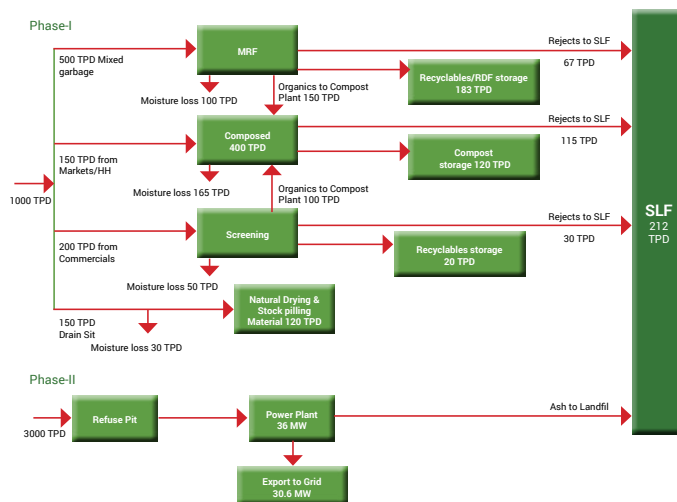 Phase-I
500 TPD Mixed
garbage
MRF
Rejects to SLF
67 TPD
Recyclables/RDF storage
183 TPD
Moisture loss 100 TPD
Organics to Compost
Plant 150 TPD
150 TPD from
Markets/HH
Composed
400 TPD
Rejects to SLF
115 TPD
Compost
storage 120 TPD
Moisture loss 165 TPD
Organics to Compost
Plant 100 TPD
1000 TPD
200 TPD from
Commercials
Screening
Rejects to SLF
30 TPD
Recyclables storage
20 TPD
Moisture loss 50 TPD
SLF
212
TPD
150 TPD
Drain Sit
Natural Drying &
Stock pilling
Material 120 TPD
Moisture loss 30 TPD
Phase-II
3000 TPD
Refuse Pit
Power Plant
36 MW
Ash to Landfil
Export to Grid
30.6 MW